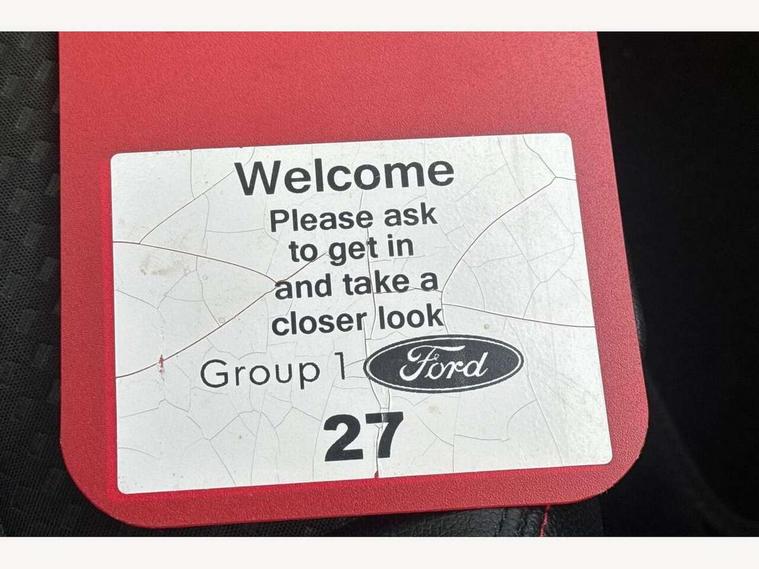 Welcome
Please ask
to get in
and take a
closer look
Group 1 Ford
27